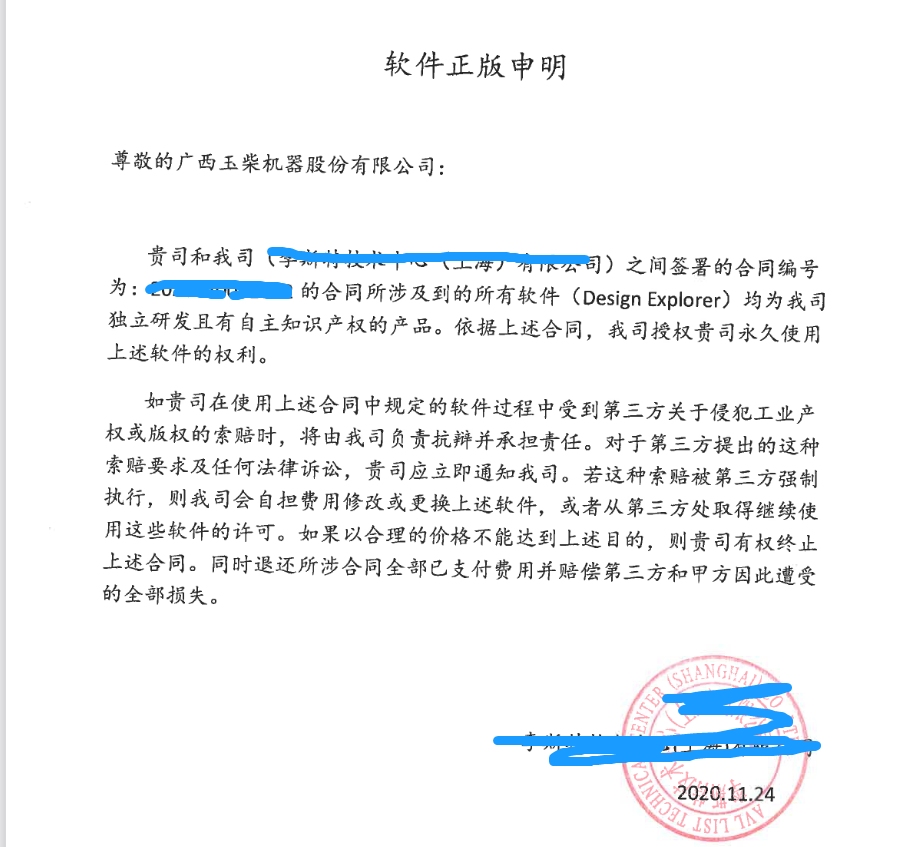 软件正版申明
尊敬的广西玉柴机器股份有限公司：
贵司和我司（李斯特技术中心（上海）有限公司）之间签署的合同编号
为： 的合同所涉及到的所有软件（Design Explorer）均为我司
独立研发且有自主知识产权的产品。依据上述合同，我司授权贵司永久使用
上述软件的权利。
如贵司在使用上述合同中规定的软件过程中受到第三方关于侵犯工业产
权或版权的索赔时，将由我司负责抗辩并承担责任。对于第三方提出的这种
索赔要求及任何法律诉讼，贵司应立即通知我司。若这种索赔被第三方强制
执行，则我司会自担费用修改或更换上述软件，或者从第三方处取得继续使
用这些软件的许可。如果以合理的价格不能达到上述目的，则贵司有权终止
上述合同。同时退还所涉合同全部已支付费用并赔偿第三方和甲方因此遭受
的全部损失。
AVL LIST TECHNICAL CENTER (SHANGHAI) CO
2020.11.24